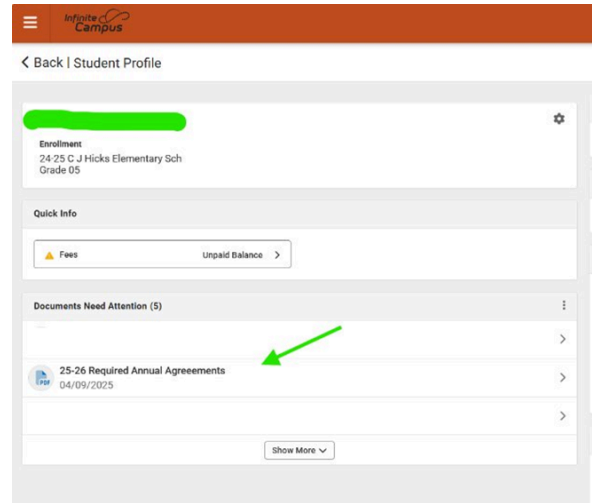 Infinite
Campus
Back | Student Profile
Enrollment
24-25 C J Hicks Elementary Sch
Grade 05
Quick Info
Fees Unpaid Balance
Documents Need Attention (5)
PDF
25-26 Required Annual Agreeements
04/09/2025
Show More